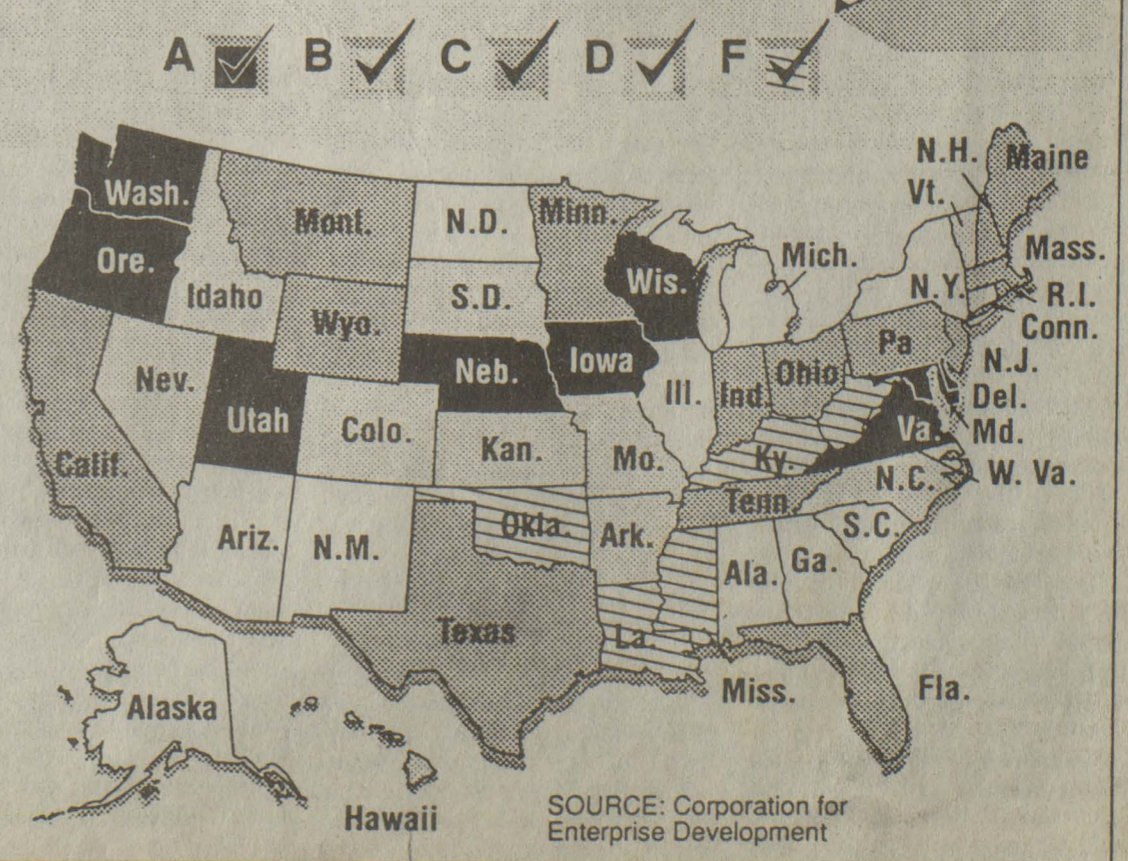 A B C D F
N.H.
Maine
Vt.
Wash.
Mont.
N.D.
Minn.
Ore.
Mich.
Mass.
Idaho
S.D.
Wis.
N.Y.
R.I.
Wyo.
Conn.
Pa
Nev.
Neb.
Iowa
Ohio
N.J.
Utah
Colo.
Ill.
Ind.
Del.
Va.
Md.
Calif.
Kan.
Mo.
Ky.
W. Va.
N.C.
Tenn.
Ariz.
N.M.
Okla.
Ark.
S.C.
Ala.
Ga.
Texas
La.
Miss.
Fla.
Alaska
Hawaii
SOURCE: Corporation for
Enterprise Development